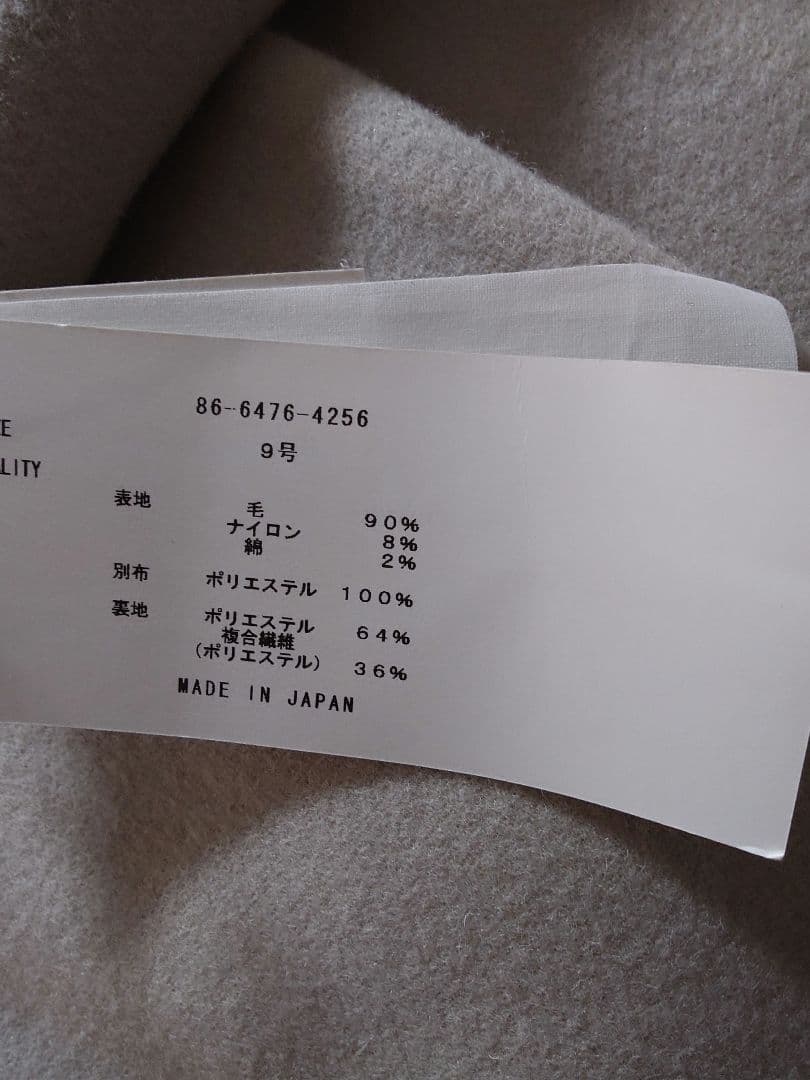 86-6476-4256
E 9号
LITY
表地 毛 90%
ナイロン 8%
綿 2%
別布 ポリエステル 100%
裏地 ポリエステル 64%
複合繊維
(ポリエステル) 36%
MADE IN JAPAN